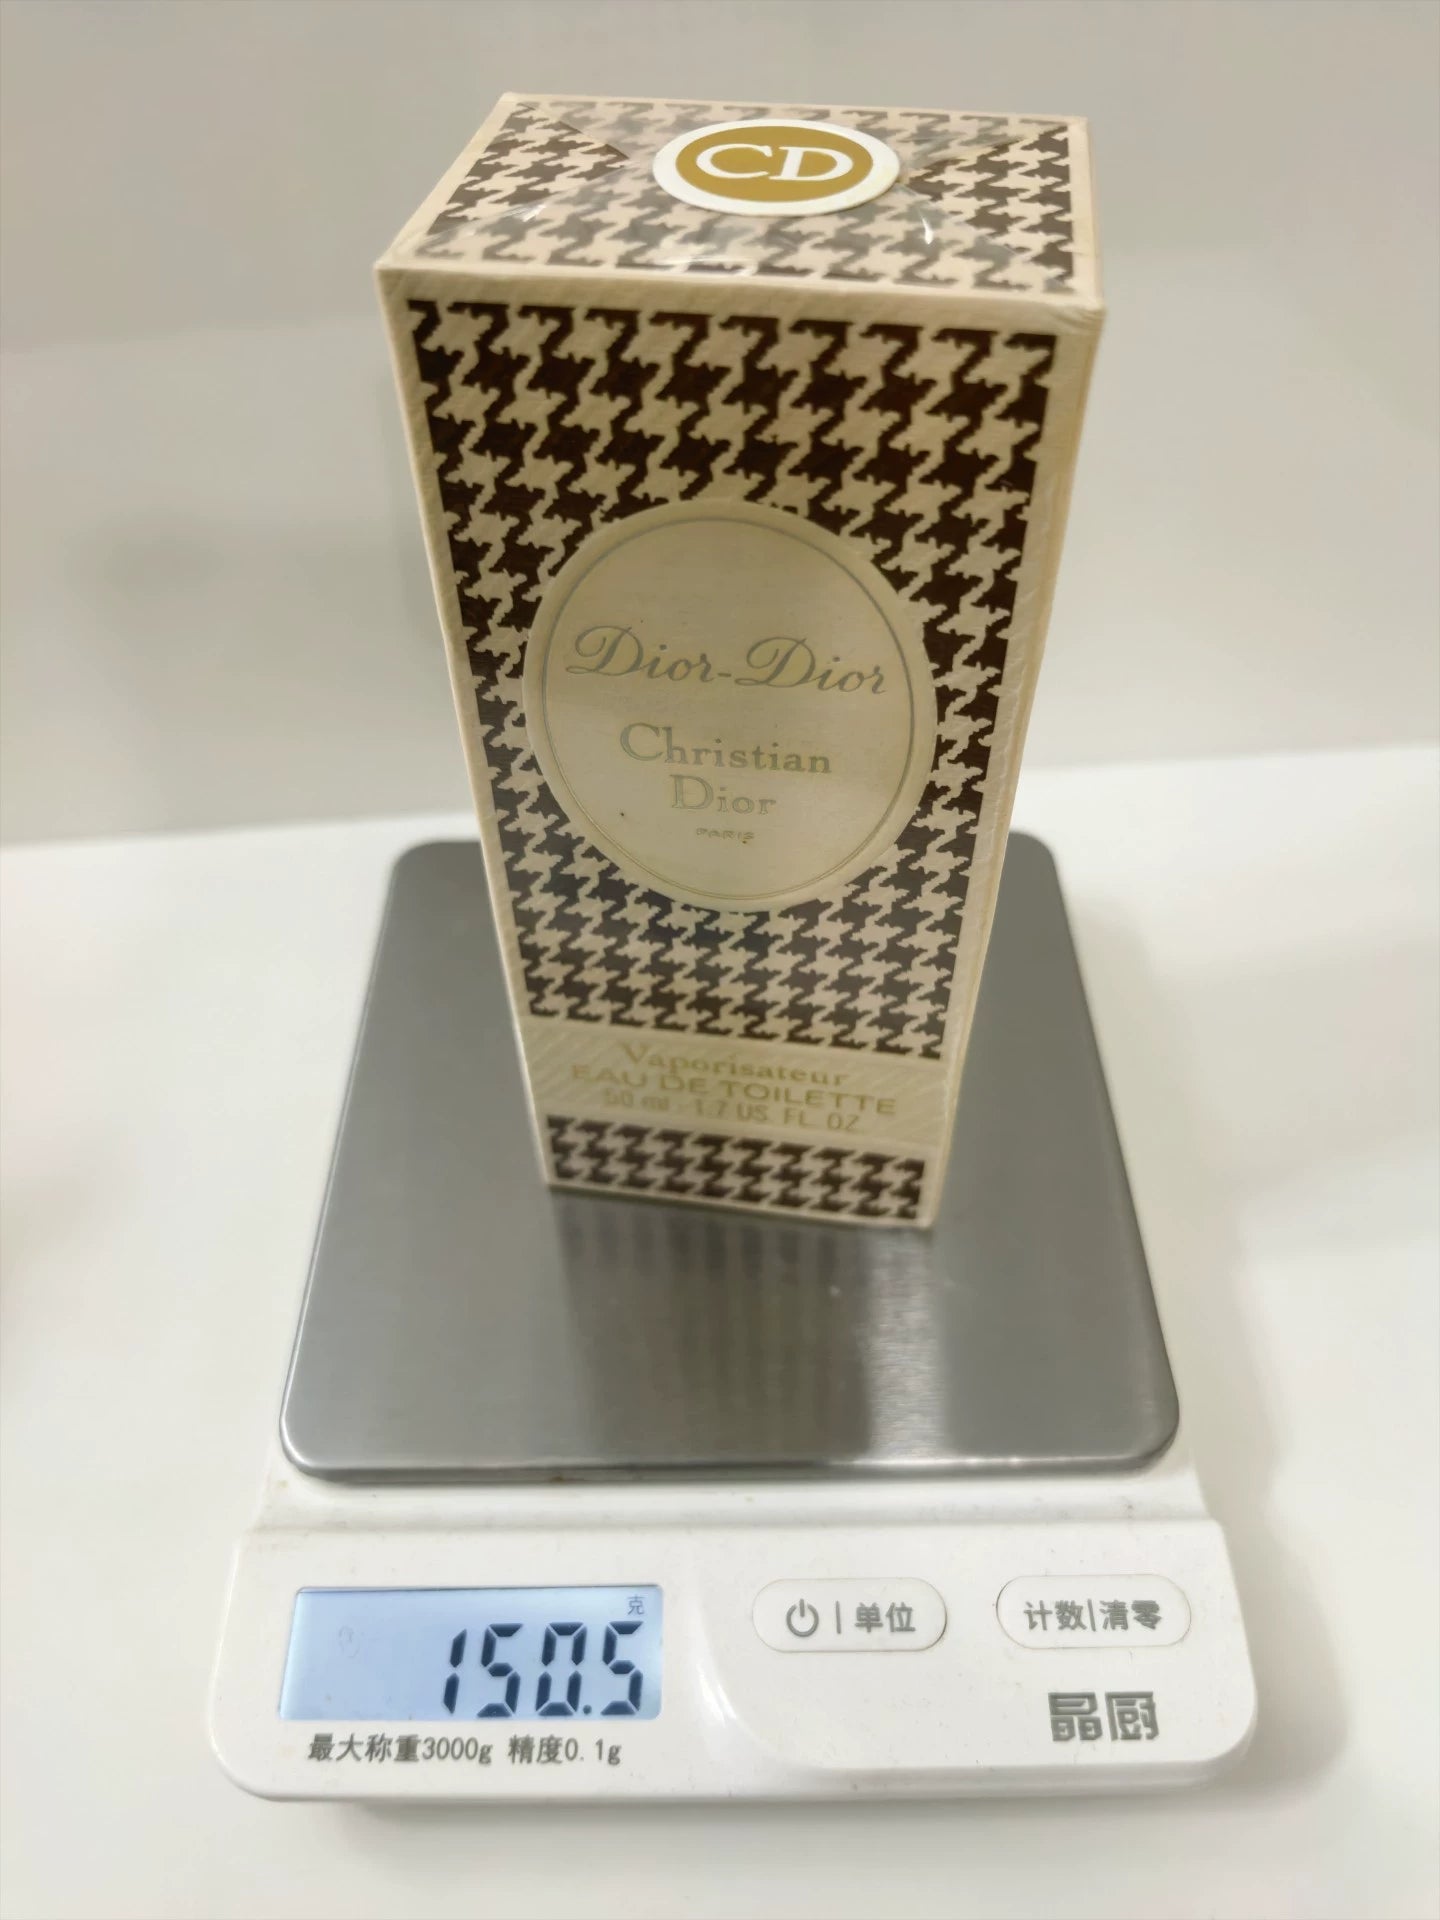 CD
Dior-Dior
Christian
Dior
PARIS
Vaporisateur
EAU DE TOILETTE
50 ml - 1.7 US. FL. OZ
克
150.5
最大称重3000g 精度0.1g
单位
计数|清零
晶厨